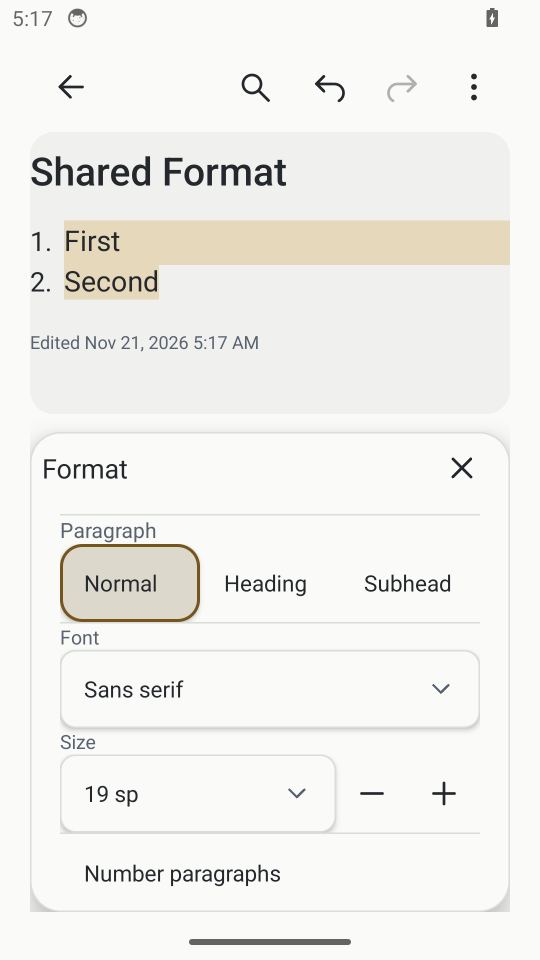 5:17
Shared Format
1. First
2. Second
Edited Nov 21, 2026 5:17 AM
Format
Paragraph
Normal Heading Subhead
Font
Sans serif
Size
19 sp
Number paragraphs